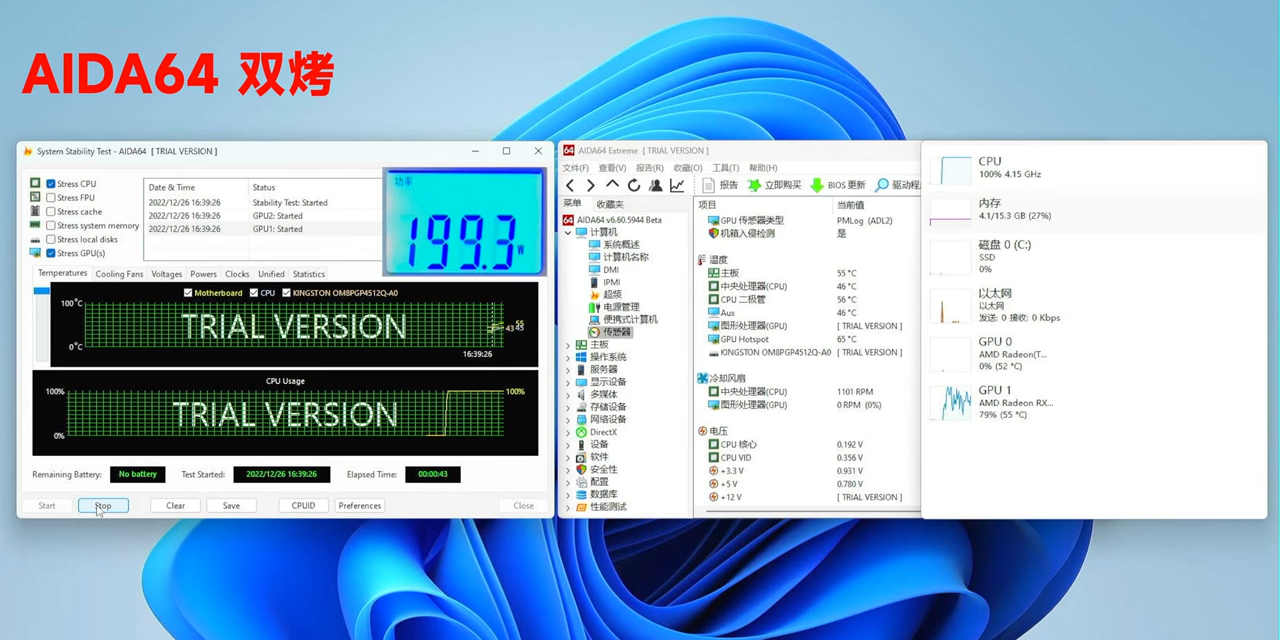 AIDA64 双烤
System Stability Test - AIDA64 [ TRIAL VERSION ]
Stress CPU
Stress FPU
Stress cache
Stress system memory
Stress local disks
Stress GPU(s)
Date & Time Status
2022/12/26 16:39:26 Stability Test: Started
2022/12/26 16:39:26 GPU2: Started
2022/12/26 16:39:26 GPU1: Started
功率
199.3 W
Temperatures Cooling Fans Voltages Powers Clocks Unified Statistics
Motherboard CPU KINGSTON OM8PGP4512Q-A0
100°C
TRIAL VERSION
55
43
45
0°C
16:39:26
CPU Usage
100% 100%
TRIAL VERSION
0%
Remaining Battery: No battery Test Started: 2022/12/26 16:39:26 Elapsed Time: 00:00:43
Start Stop Clear Save CPUID Preferences Close
64 AIDA64 Extreme [ TRIAL VERSION ]
文件(F) 查看(V) 报告(R) 收藏(O) 工具(T) 帮助(H)
报告 立即购买 BIOS 更新 驱动程
菜单 收藏夹
64 AIDA64 v6.60.5944 Beta
计算机
系统概述
计算机名称
DMI
IPMI
超频
电源管理
便携式计算机
传感器
主板
操作系统
服务器
显示设备
多媒体
存储设备
网络设备
DirectX
设备
软件
安全性
配置
数据库
性能测试
项目 当前值
GPU 传感器类型 PMLog (ADL2)
机箱入侵检测 是
温度
主板 55 °C
中央处理器(CPU) 46 °C
CPU 二极管 56 °C
Aux 46 °C
图形处理器(GPU) [ TRIAL VERSION ]
GPU Hotspot 65 °C
KINGSTON OM8PGP4512Q-A0 [ TRIAL VERSION ]
冷却风扇
中央处理器(CPU) 1101 RPM
图形处理器(GPU) 0 RPM (0%)
电压
CPU 核心 0.192 V
CPU VID 0.356 V
+3.3 V 0.931 V
+5 V 0.780 V
+12 V [ TRIAL VERSION ]
CPU
100% 4.15 GHz
内存
4.1/15.3 GB (27%)
磁盘 0 (C:)
SSD
0%
以太网
以太网
发送: 0 接收: 0 Kbps
GPU 0
AMD Radeon(T...
0% (52 °C)
GPU 1
AMD Radeon RX...
79% (55 °C)